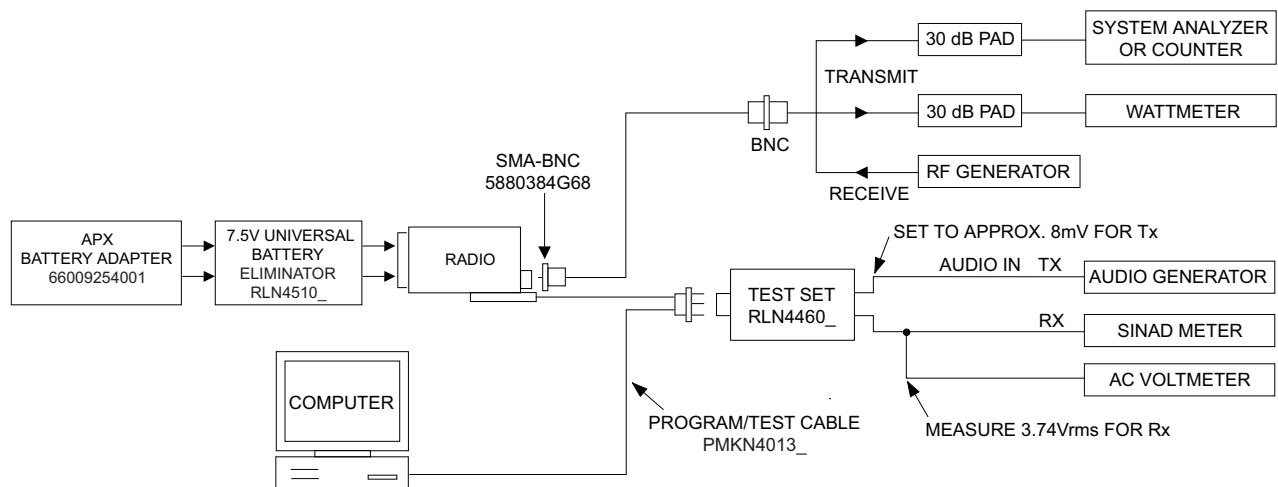 30 dB PAD
SYSTEM ANALYZER
OR COUNTER
TRANSMIT
30 dB PAD
WATTMETER
BNC
SMA-BNC
5880384G68
RF GENERATOR
RECEIVE
APX
BATTERY ADAPTER
66009254001
7.5V UNIVERSAL
BATTERY
ELIMINATOR
RLN4510_
RADIO
SET TO APPROX. 8mV FOR Tx
AUDIO IN TX
AUDIO GENERATOR
TEST SET
RLN4460_
RX
SINAD METER
AC VOLTMETER
COMPUTER
PROGRAM/TEST CABLE
PMKN4013_
MEASURE 3.74Vrms FOR Rx